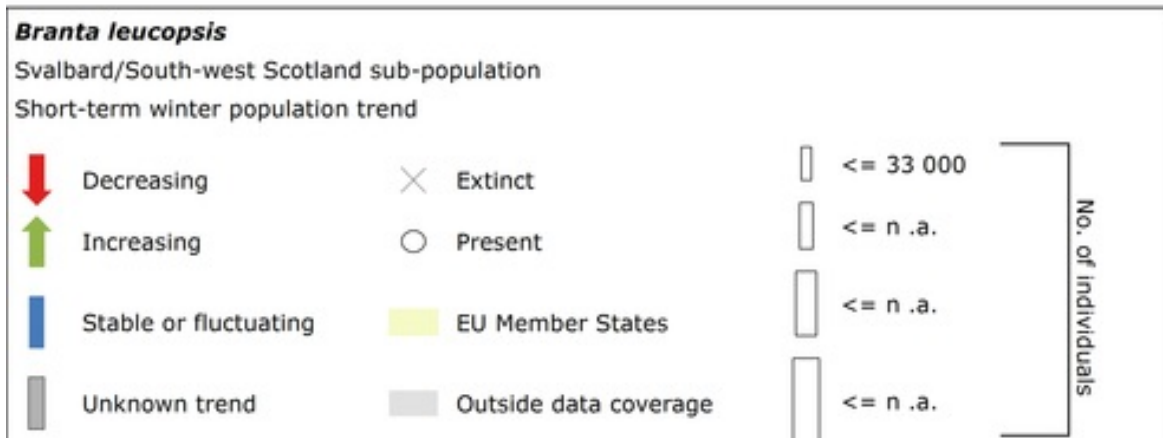 Branta leucopsis
Svalbard/South-west Scotland sub-population
Short-term winter population trend
Decreasing
Increasing
Stable or fluctuating
Unknown trend
Extinct
Present
EU Member States
Outside data coverage
<= 33 000
<= n .a.
<= n .a.
<= n .a.
No. of individuals